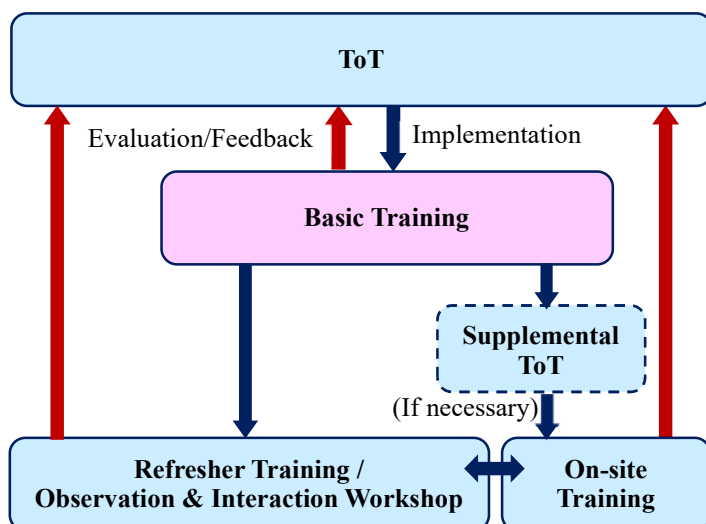 ToT
Evaluation/Feedback
Implementation
Basic Training
Supplemental
ToT
(If necessary)
Refresher Training /
Observation & Interaction Workshop
On-site
Training